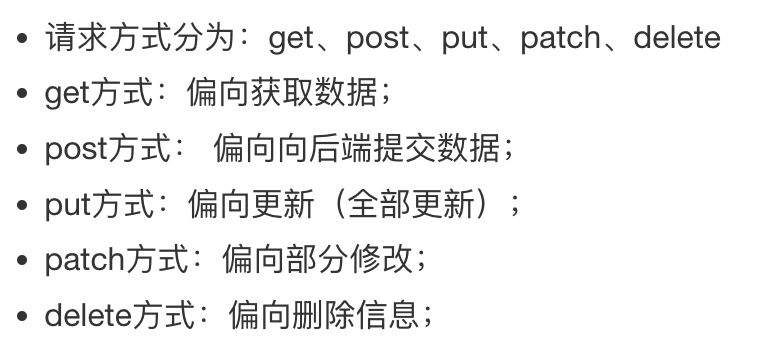 • 请求方式分为：get、post、put、patch、delete
• get方式：偏向获取数据；
• post方式： 偏向向后端提交数据；
• put方式：偏向更新（全部更新）；
• patch方式：偏向部分修改；
• delete方式：偏向删除信息；